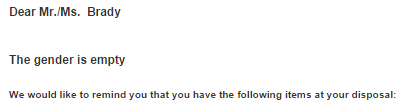 Dear Mr./Ms.  Brady
The gender is empty
We would like to remind you that you have the following items at your disposal: